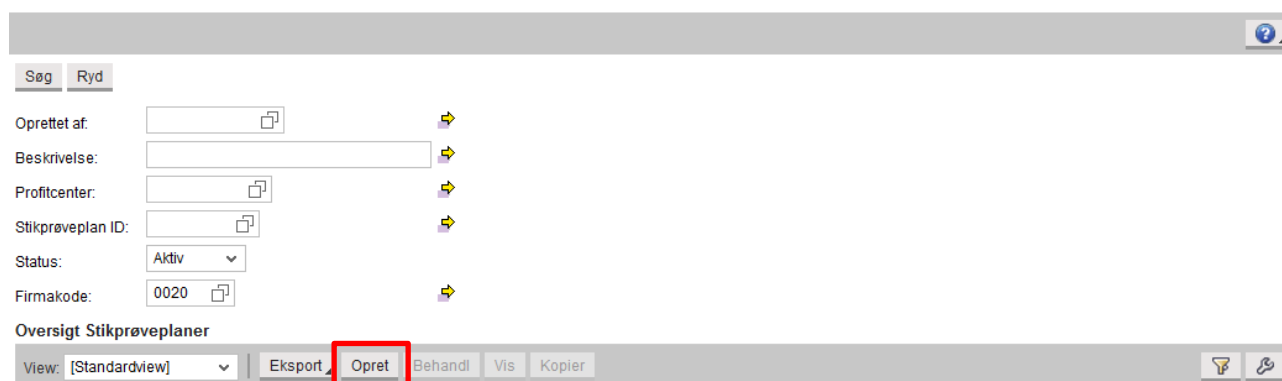 Søg Ryd
Oprettet af:
Beskrivelse:
Profitcenter:
Stikprøveplan ID:
Status: Aktiv
Firmakode: 0020
Oversigt Stikprøveplaner
View: [Standardview] Eksport Opret Behandl Vis Kopier